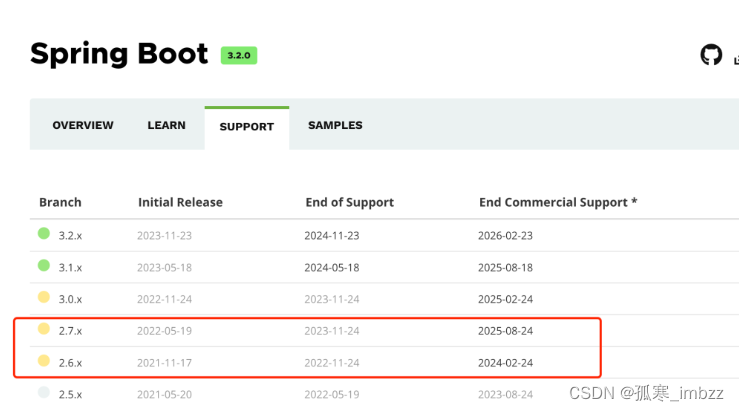 Spring Boot 3.2.0
OVERVIEW LEARN SUPPORT SAMPLES
Branch Initial Release End of Support End Commercial Support *
3.2.x 2023-11-23 2024-11-23 2026-02-23
3.1.x 2023-05-18 2024-05-18 2025-08-18
3.0.x 2022-11-24 2023-11-24 2025-02-24
2.7.x 2022-05-19 2023-11-24 2025-08-24
2.6.x 2021-11-17 2022-11-24 2024-02-24
2.5.x 2021-05-20 2022-05-19 2023-08-24
CSDN @孤寒_imbzz